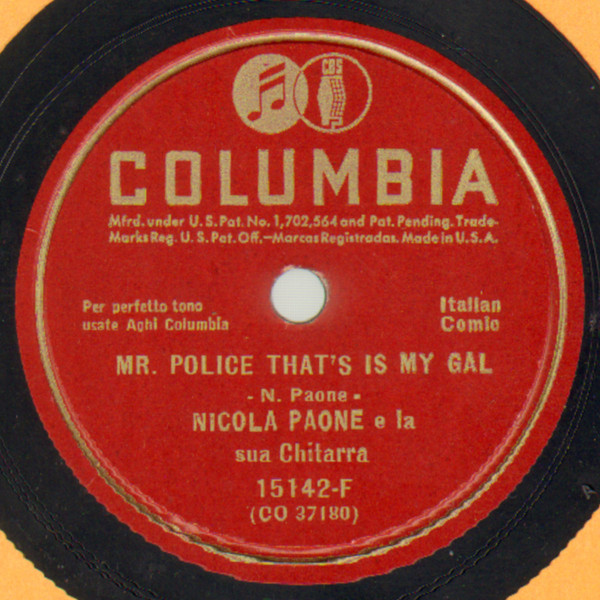 CBS
COLUMBIA
Mfrd. under U.S. Pat. No. 1,702,564 and Pat. Pending. Trade-
Marks Reg. U.S. Pat. Off.—Marcas Registradas. Made in U.S.A.
Per perfetto tono
usate Aghi Columbia
Italian
Comic
MR. POLICE THAT'S IS MY GAL
- N. Paone -
NICOLA PAONE e la
sua Chitarra
15142-F
(CO 37180)
A